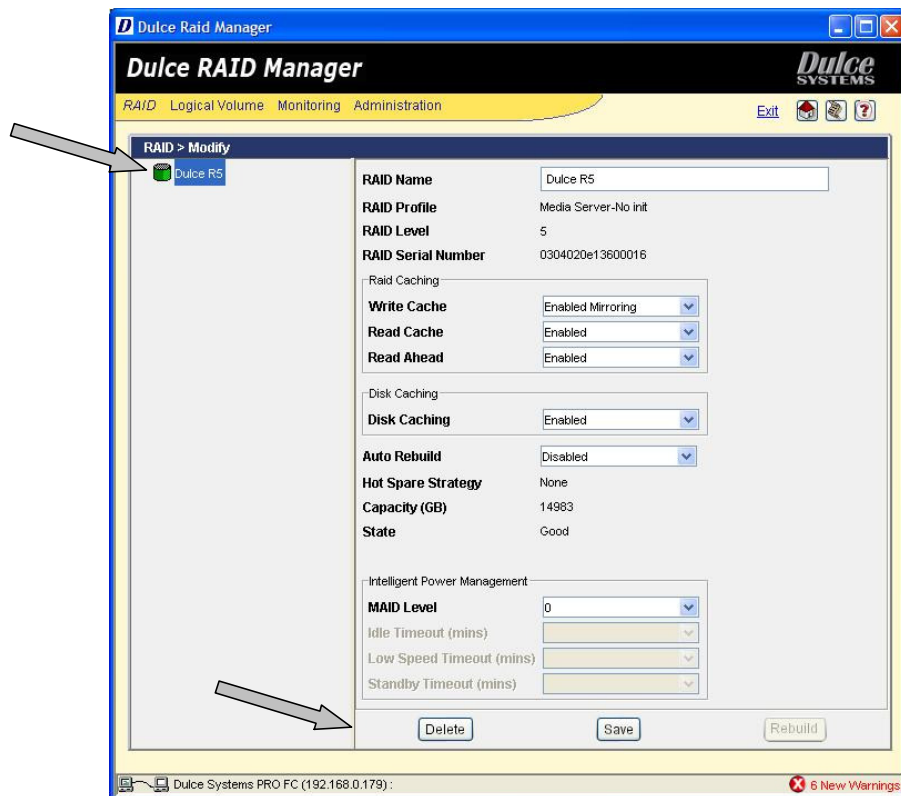 Dulce Raid Manager
Dulce RAID Manager
Dulce SYSTEMS
RAID Logical Volume Monitoring Administration
Exit
RAID > Modify
Dulce R5
RAID Name Dulce R5
RAID Profile Media Server-No init
RAID Level 5
RAID Serial Number 0304020e13600016
Raid Caching
Write Cache Enabled Mirroring
Read Cache Enabled
Read Ahead Enabled
Disk Caching
Disk Caching Enabled
Auto Rebuild Disabled
Hot Spare Strategy None
Capacity (GB) 14983
State Good
Intelligent Power Management
MAID Level 0
Idle Timeout (mins)
Low Speed Timeout (mins)
Standby Timeout (mins)
Delete Save Rebuild
Dulce Systems PRO FC (192.168.0.179) : 6 New Warnings